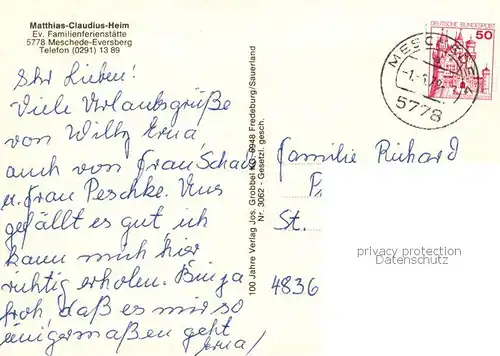 Matthias-Claudius-Heim
Ev. Familienferienstätte
5778 Meschede-Eversberg
Telefon (0291) 13 89
Ihr Lieben!
Viele Urlaubsgrüße
von Willy Erna
auch von Frau Schau
u. Frau Peschke. Uns
gefällt es gut ich
kann mich hier
richtig erholen. Bin ja
froh, daß es mir so
einigermaßen geht
Erna/
100 Jahre Verlag Jos. Grobbel KG 5948 Fredeburg/Sauerland
Nr. 3062 - Gesetzl. gesch.
DEUTSCHE BUNDESPOST
50
MESCHEDE 1
5778
Familie Richard
St.
4836
privacy protection
Datenschutz